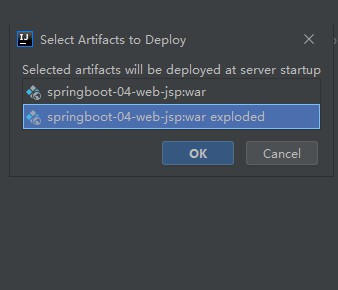 IJ
Select Artifacts to Deploy
Selected artifacts will be deployed at server startup
springboot-04-web-jsp:war
springboot-04-web-jsp:war exploded
OK
Cancel